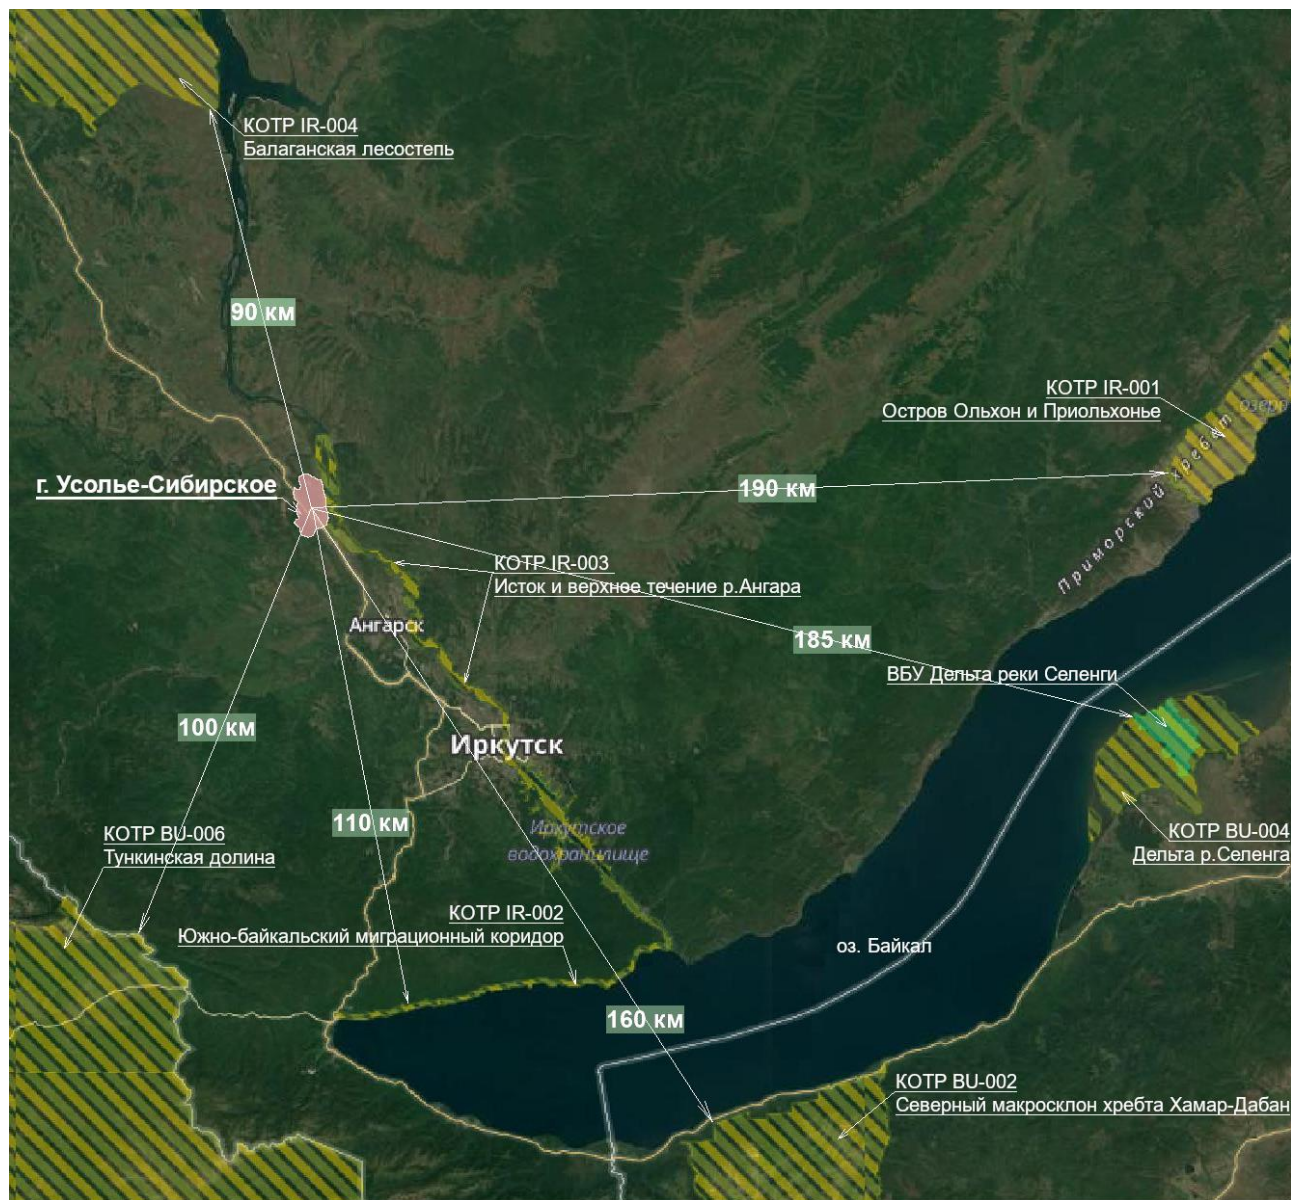 КОТР IR-004
Балаганская лесостепь
90 км
КОТР IR-001
Остров Ольхон и Приольхонье
озеро
Приморский хребет
г. Усолье-Сибирское
190 км
КОТР IR-003
Исток и верхнее течение р.Ангара
Ангарск
185 км
ВБУ Дельта реки Селенги
100 км
Иркутск
110 км
Иркутское
водохранилище
КОТР BU-006
Тункинская долина
КОТР BU-004
Дельта р.Селенга
КОТР IR-002
Южно-байкальский миграционный коридор
оз. Байкал
160 км
КОТР BU-002
Северный макросклон хребта Хамар-Дабан